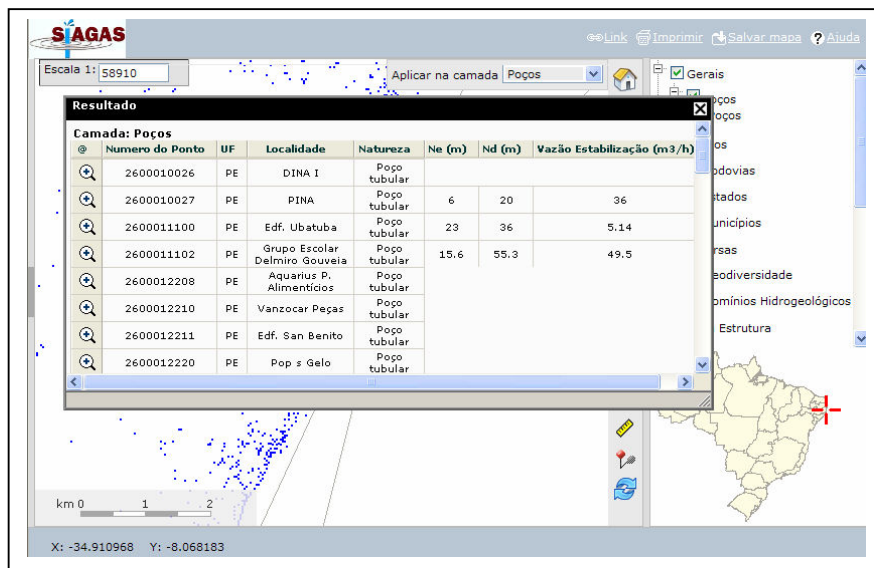 SIAGAS
Link Imprimir Salvar mapa ? Ajuda
Escala 1: 58910
Aplicar na camada Poços
Gerais
Resultado
Camada: Poços
@ Numero do Ponto UF Localidade Natureza Ne (m) Nd (m) Vazão Estabilização (m3/h)
2600010026 PE DINA I Poço tubular
2600010027 PE PINA Poço tubular 6 20 36
2600011100 PE Edf. Ubatuba Poço tubular 23 36 5.14
2600011102 PE Grupo Escolar Delmiro Gouveia Poço tubular 15.6 55.3 49.5
2600012208 PE Aquarius P. Alimentícios Poço tubular
2600012210 PE Vanzocar Peças Poço tubular
2600012211 PE Edf. San Benito Poço tubular
2600012220 PE Pop s Gelo Poço tubular
oços
oços
os
odovias
stados
unicípios
rsas
eodiversidade
omínios Hidrogeológicos
Estrutura
km 0 1 2
X: -34.910968 Y: -8.068183